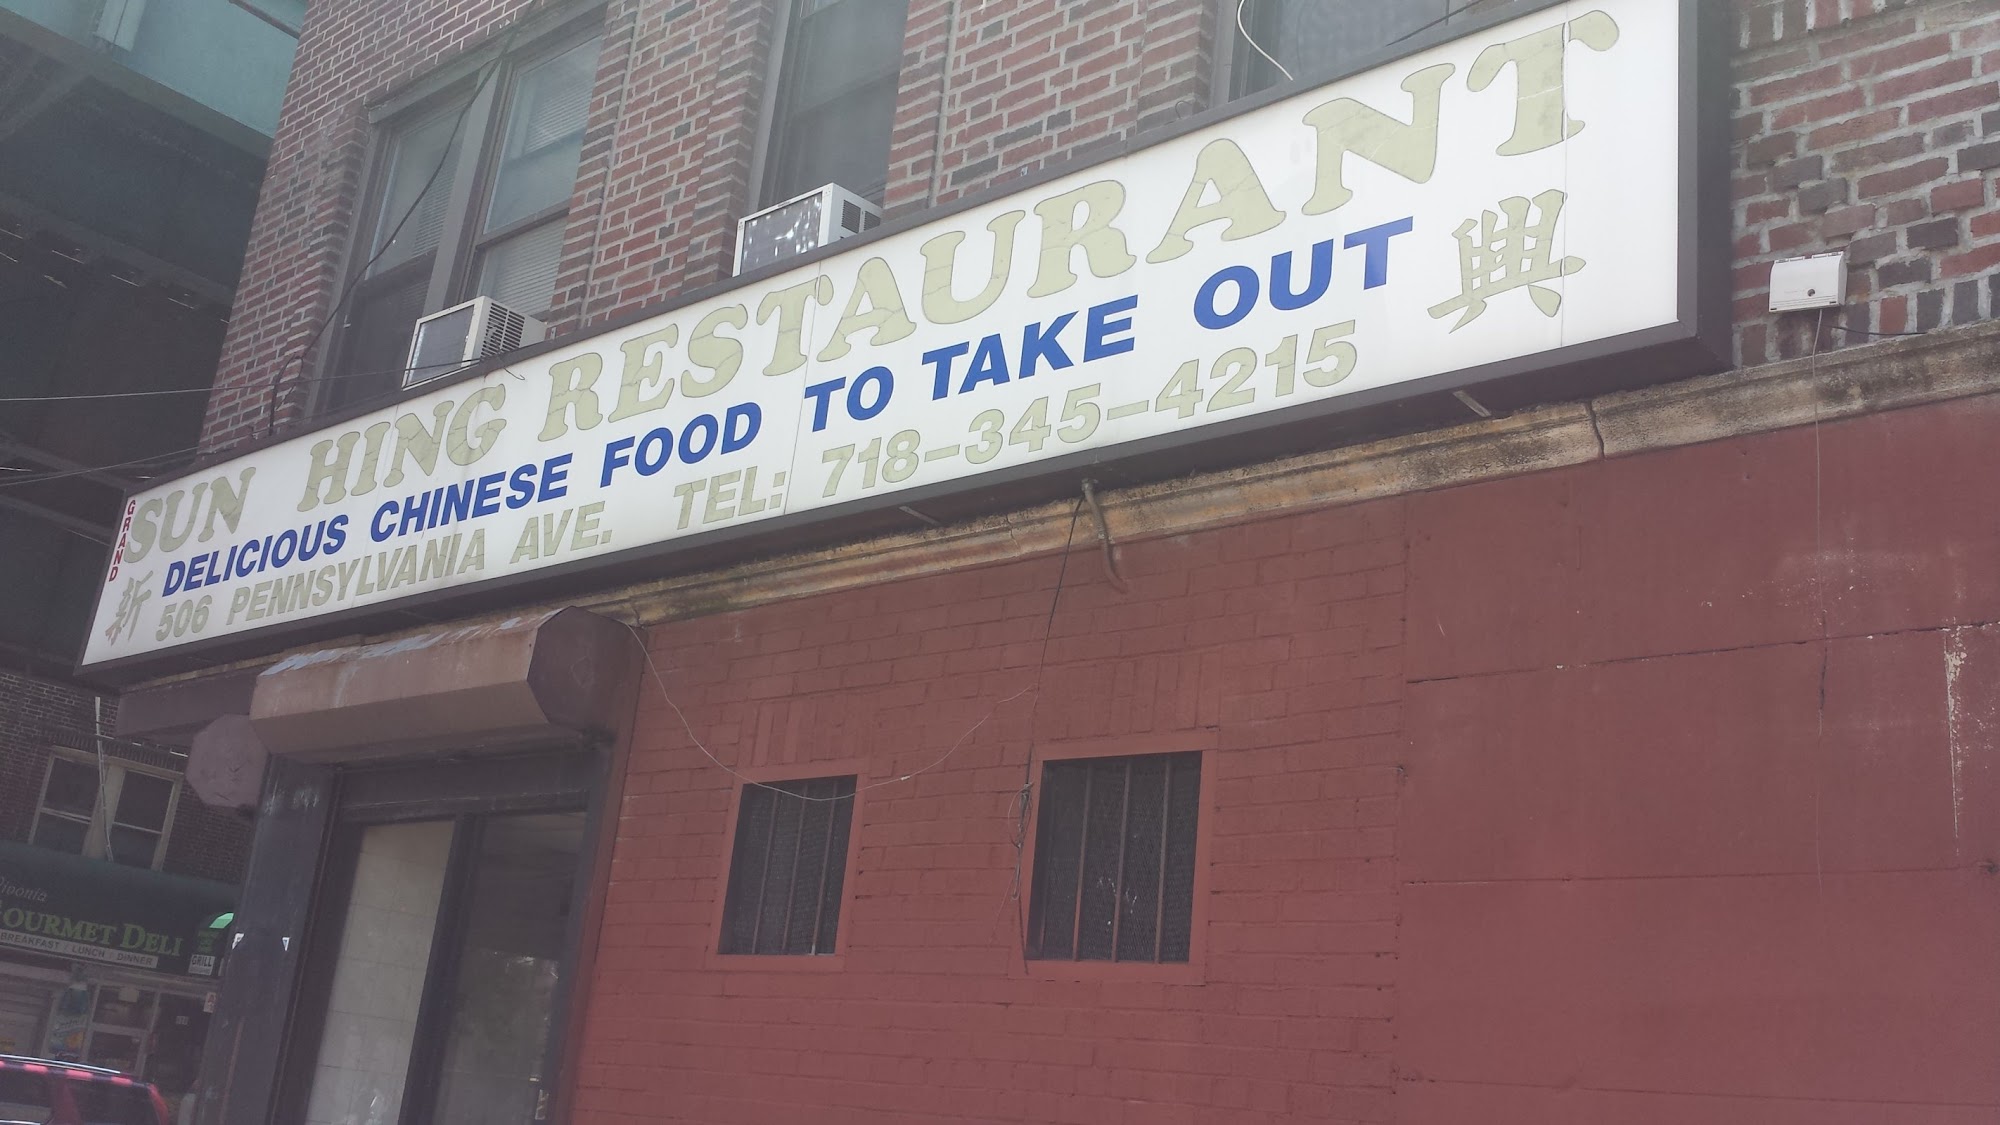 GRAND
SUN HING RESTAURANT
DELICIOUS CHINESE FOOD TO TAKE OUT
新 506 PENNSYLVANIA AVE. TEL: 718-345-4215 興
GOURMET DELI
BREAKFAST / LUNCH / DINNER
GRILL